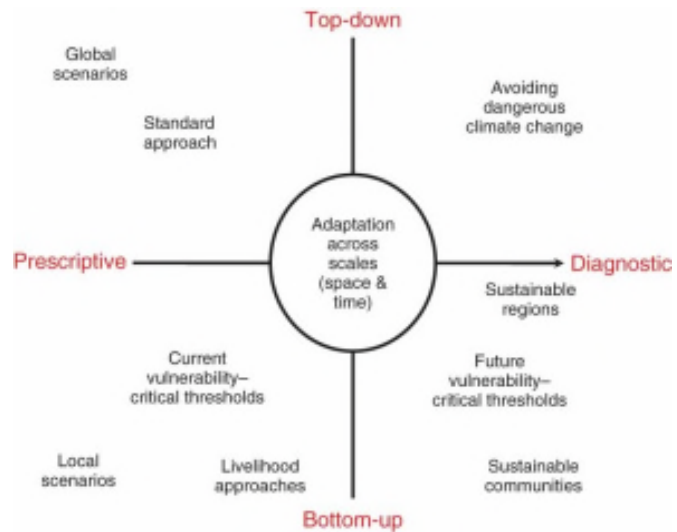 Top-down
Global
scenarios
Standard
approach
Avoiding
dangerous
climate change
Adaptation
across
scales
(space &
time)
Prescriptive
Diagnostic
Sustainable
regions
Current
vulnerability–
critical thresholds
Future
vulnerability–
critical thresholds
Local
scenarios
Livelihood
approaches
Sustainable
communities
Bottom-up